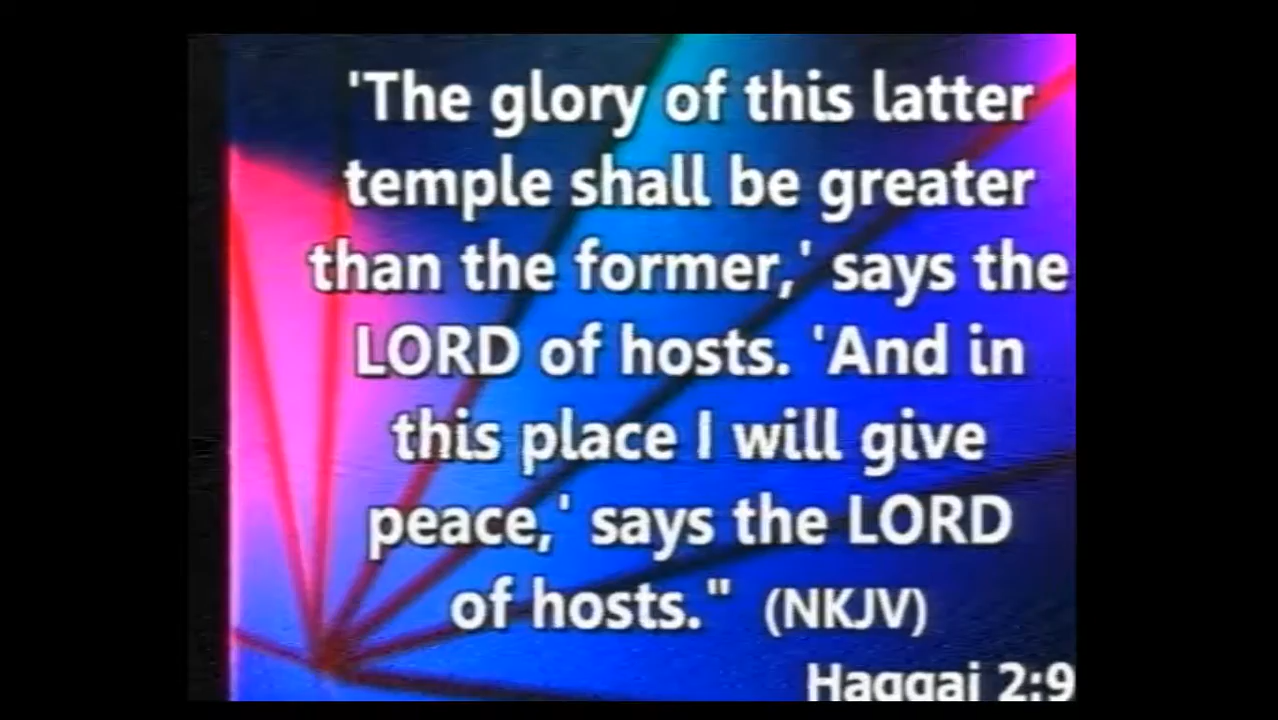 'The glory of this latter
temple shall be greater
than the former,' says the
LORD of hosts. 'And in
this place I will give
peace,' says the LORD
of hosts." (NKJV)
Haggai 2:9